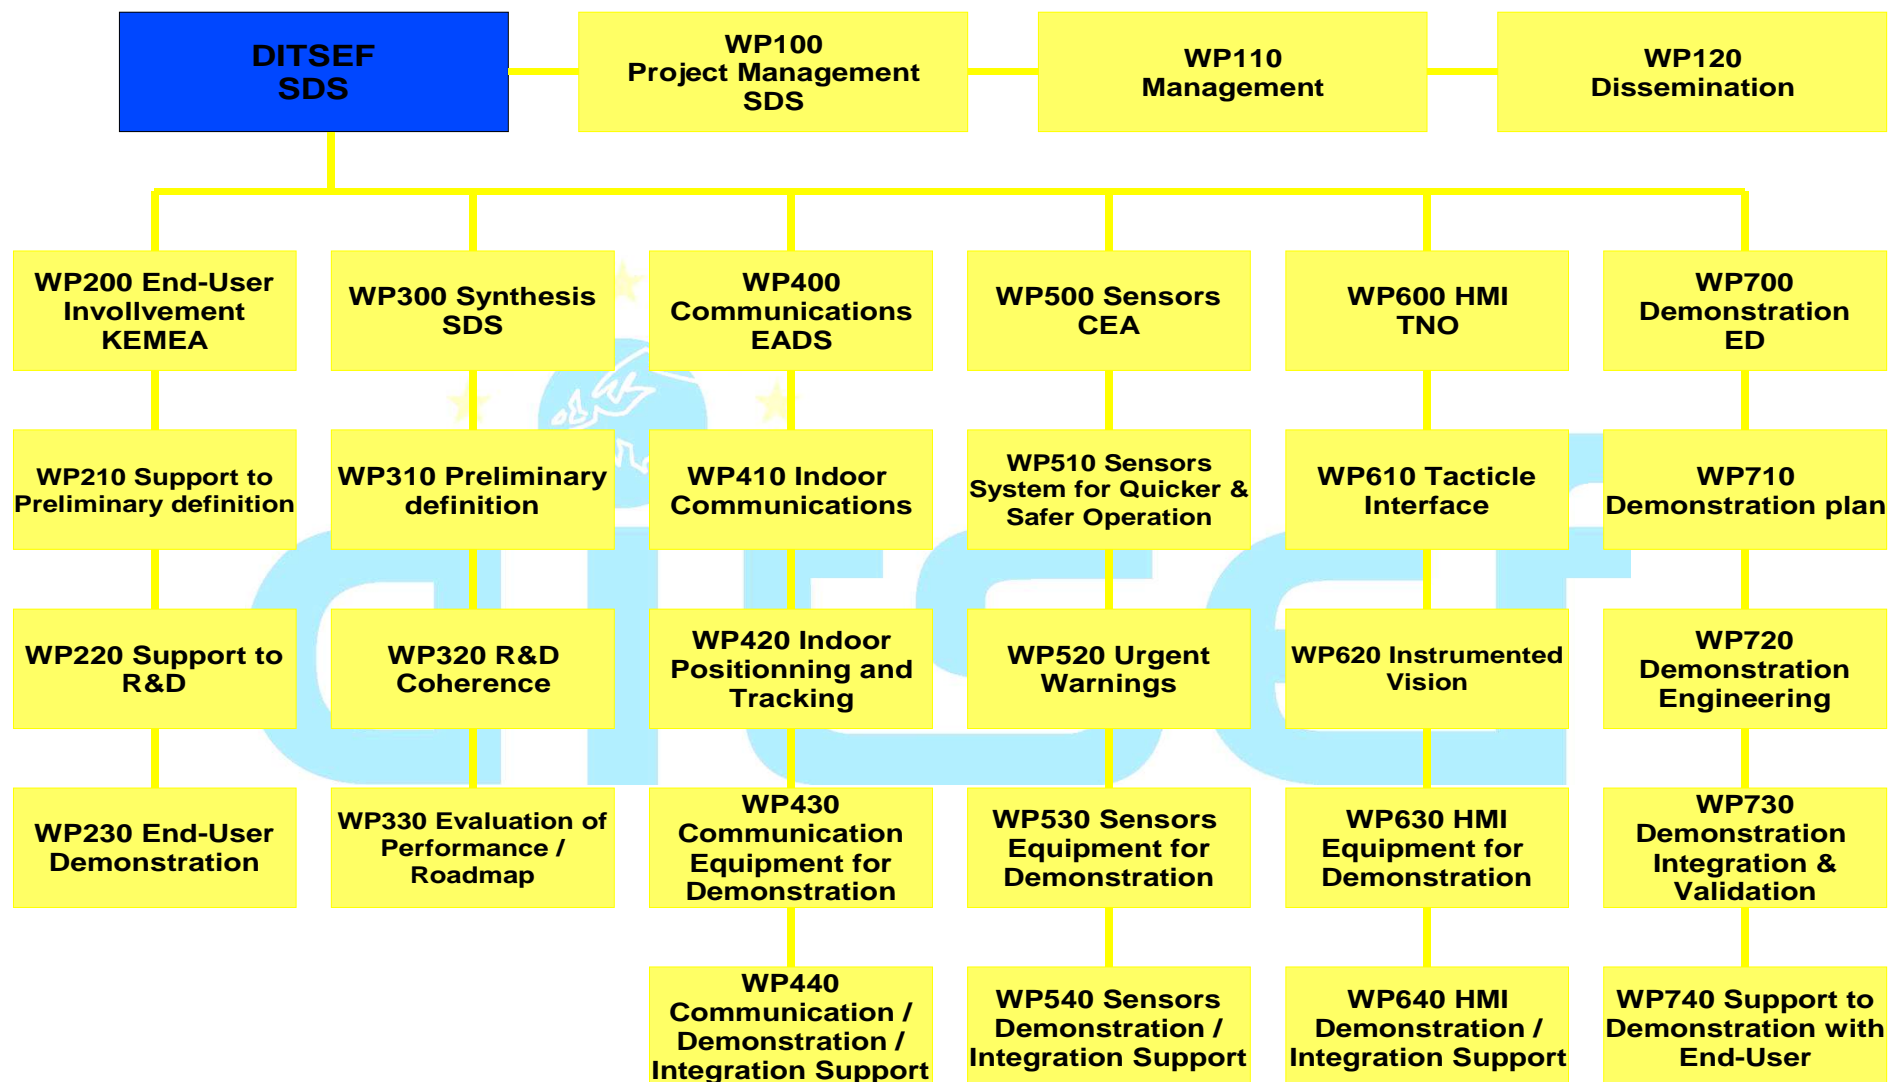 DITSEF
SDS
WP100
Project Management
SDS
WP110
Management
WP120
Dissemination
WP200 End-User
Invollvement
KEMEA
WP300 Synthesis
SDS
WP400
Communications
EADS
WP500 Sensors
CEA
WP600 HMI
TNO
WP700
Demonstration
ED
WP210 Support to
Preliminary definition
WP310 Preliminary
definition
WP410 Indoor
Communications
WP510 Sensors
System for Quicker &
Safer Operation
WP610 Tacticle
Interface
WP710
Demonstration plan
WP220 Support to
R&D
WP320 R&D
Coherence
WP420 Indoor
Positionning and
Tracking
WP520 Urgent
Warnings
WP620 Instrumented
Vision
WP720
Demonstration
Engineering
WP230 End-User
Demonstration
WP330 Evaluation of
Performance /
Roadmap
WP430
Communication
Equipment for
Demonstration
WP530 Sensors
Equipment for
Demonstration
WP630 HMI
Equipment for
Demonstration
WP730
Demonstration
Integration &
Validation
WP440
Communication /
Demonstration /
Integration Support
WP540 Sensors
Demonstration /
Integration Support
WP640 HMI
Demonstration /
Integration Support
WP740 Support to
Demonstration with
End-User